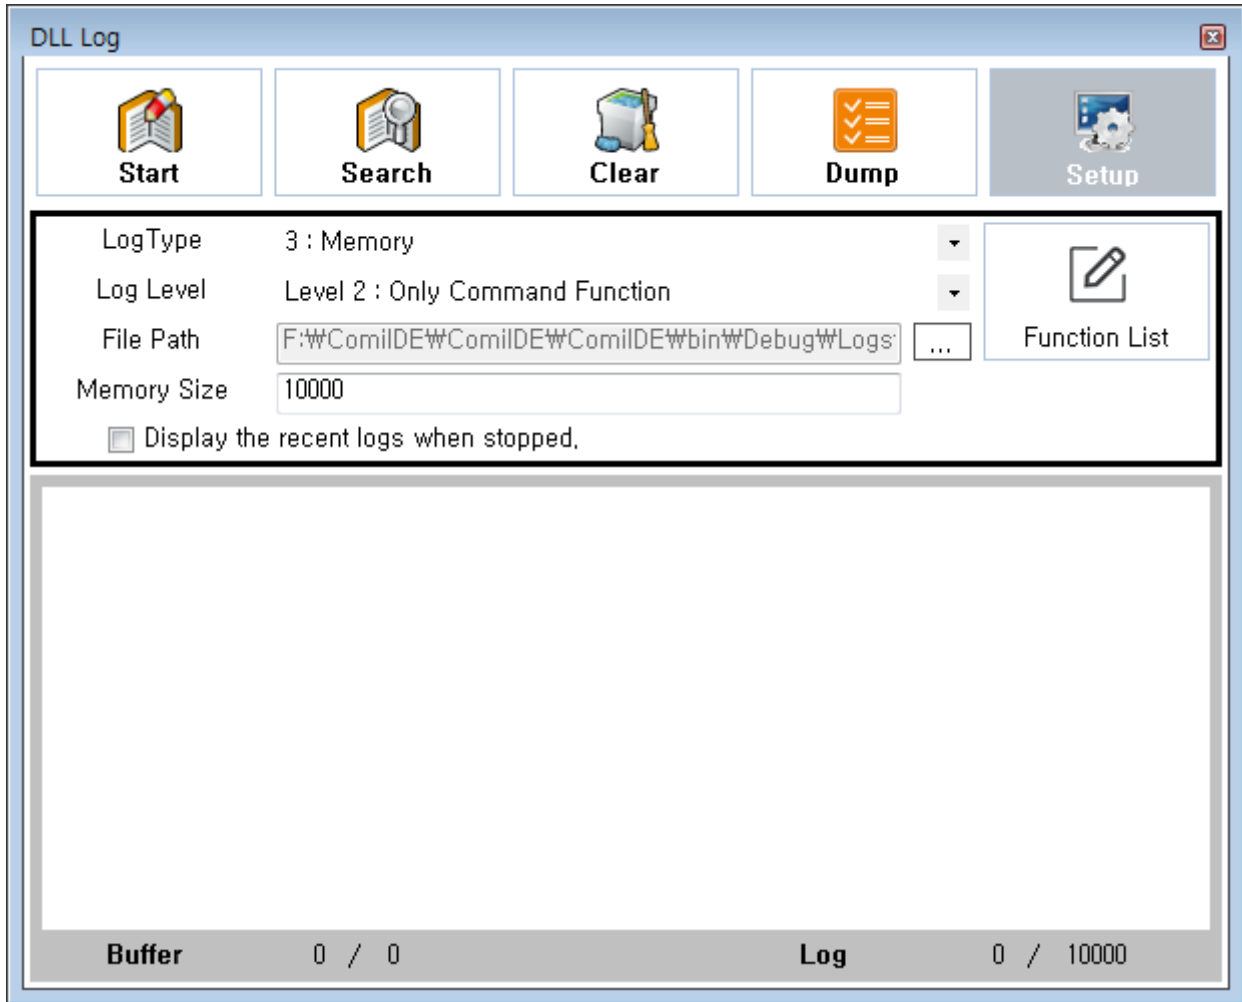 DLL Log
Start Search Clear Dump Setup
LogType 3 : Memory
Log Level Level 2 : Only Command Function
File Path F:₩ComiIDE₩ComiIDE₩ComiIDE₩bin₩Debug₩Logs ...
Function List
Memory Size 10000
Display the recent logs when stopped.
Buffer 0 / 0 Log 0 / 10000